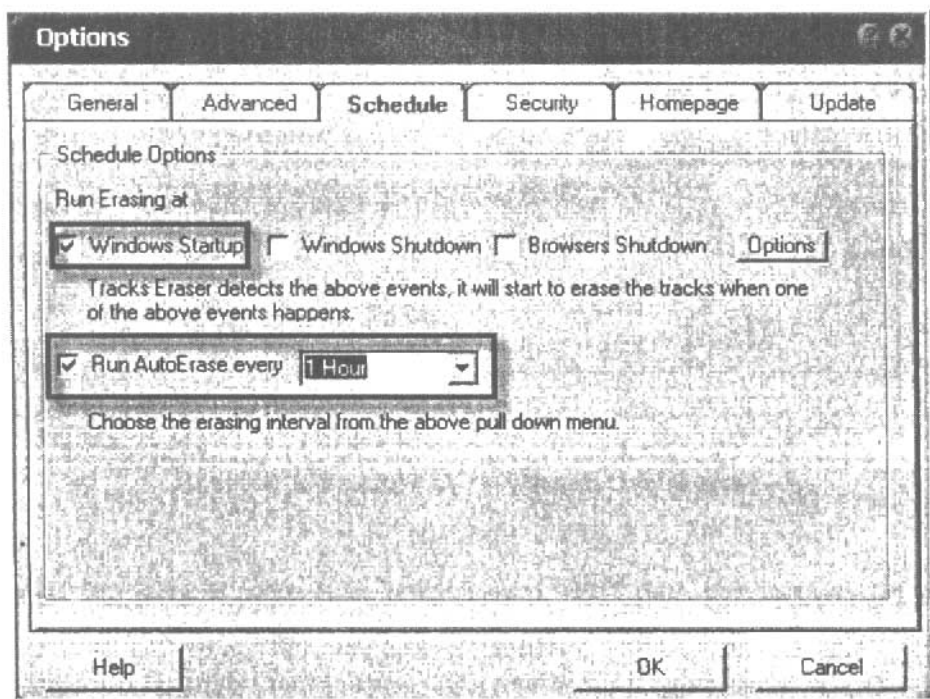 Options
General Advanced Schedule Security Homepage Update
Schedule Options
Run Erasing at
Windows Startup Windows Shutdown Browsers Shutdown Options
Tracks Eraser detects the above events, it will start to erase the tracks when one
of the above events happens.
Run AutoErase every 1 Hour
Choose the erasing interval from the above pull down menu.
Help OK Cancel